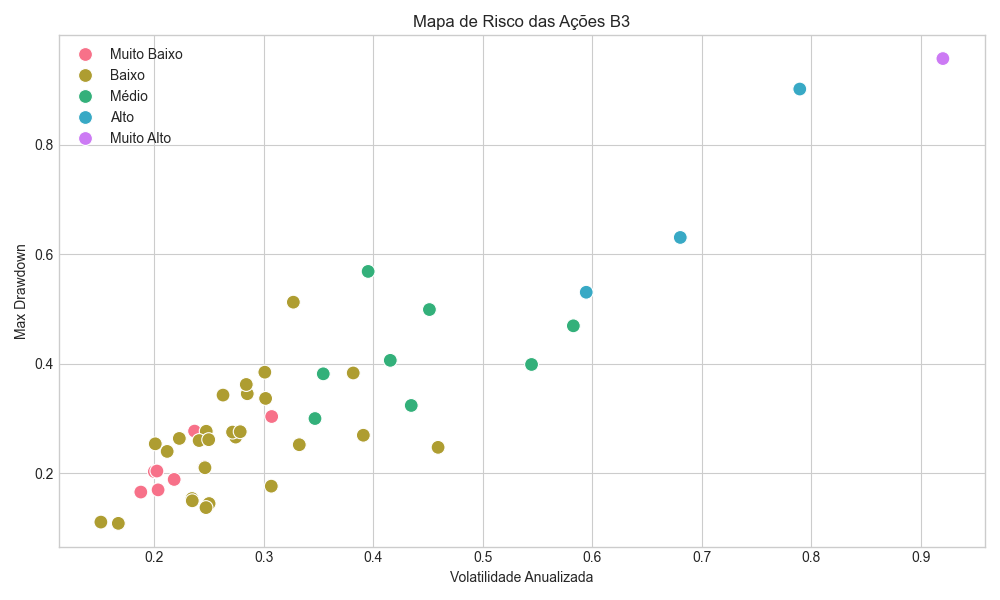 Mapa de Risco das Ações B3
Muito Baixo
Baixo
Médio
Alto
Muito Alto
Max Drawdown
0.8
0.6
0.4
0.2
0.2 0.3 0.4 0.5 0.6 0.7 0.8 0.9
Volatilidade Anualizada